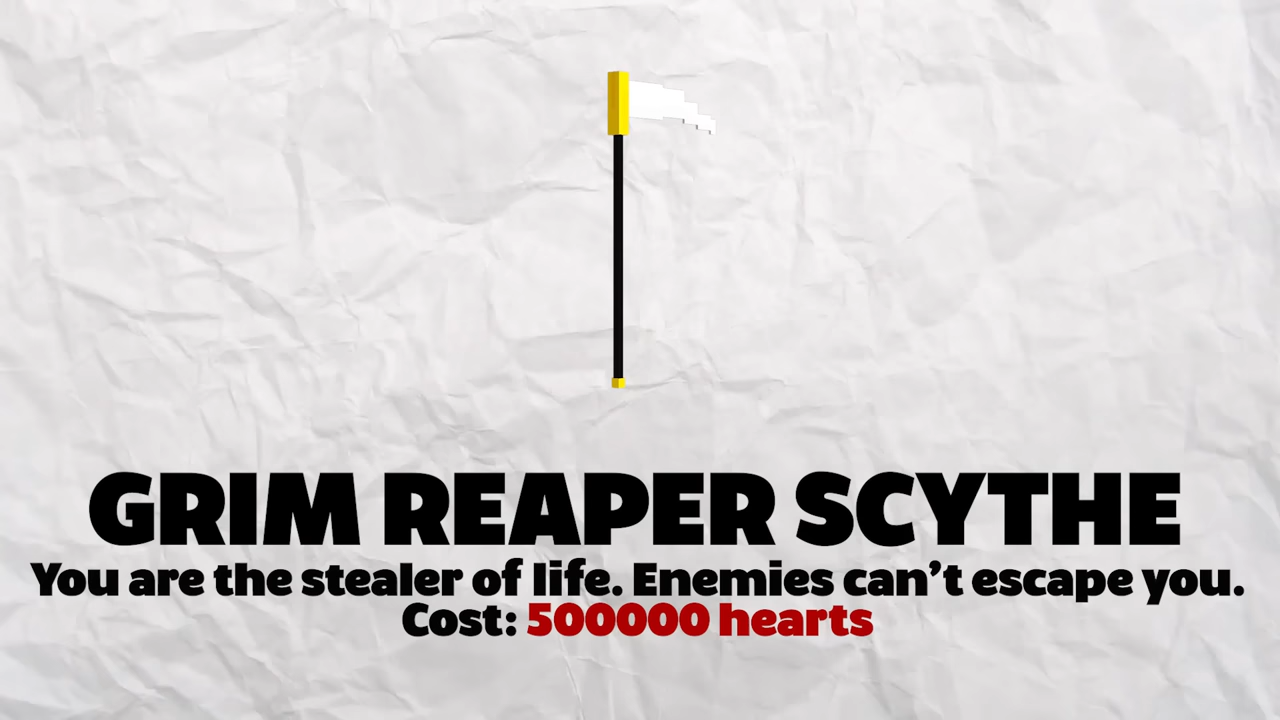 GRIM REAPER SCYTHE
You are the stealer of life. Enemies can’t escape you.
Cost: 500000 hearts